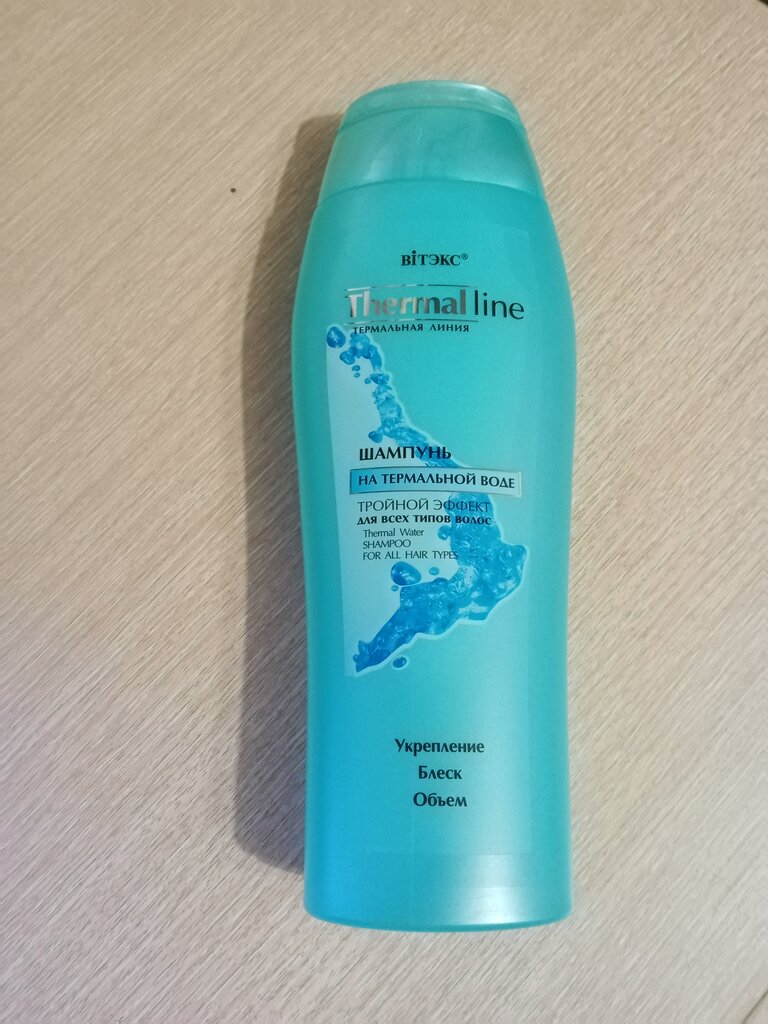 вiтэкс®
Thermal line
ТЕРМАЛЬНАЯ ЛИНИЯ
ШАМПУНЬ
НА ТЕРМАЛЬНОЙ ВОДЕ
ТРОЙНОЙ ЭФФЕКТ
для всех типов волос
Thermal Water
SHAMPOO
FOR ALL HAIR TYPES
Укрепление
Блеск
Объем